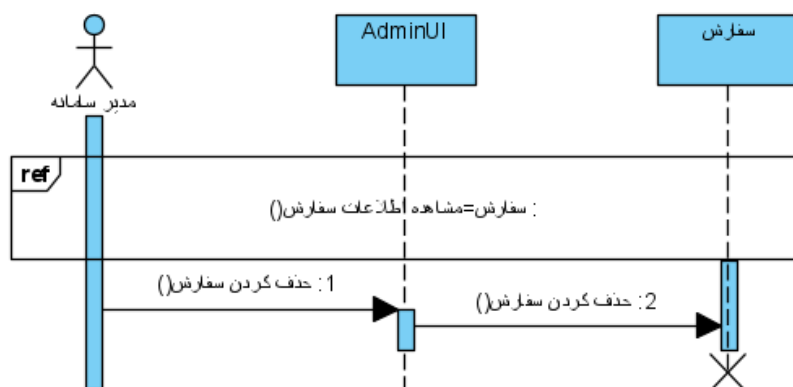 AdminUI
سفارش
مدیر سامانه
ref
: سفارش=مشاهده اطلاعات سفارش()
1: حذف کردن سفارش()
2: حذف کردن سفارش()